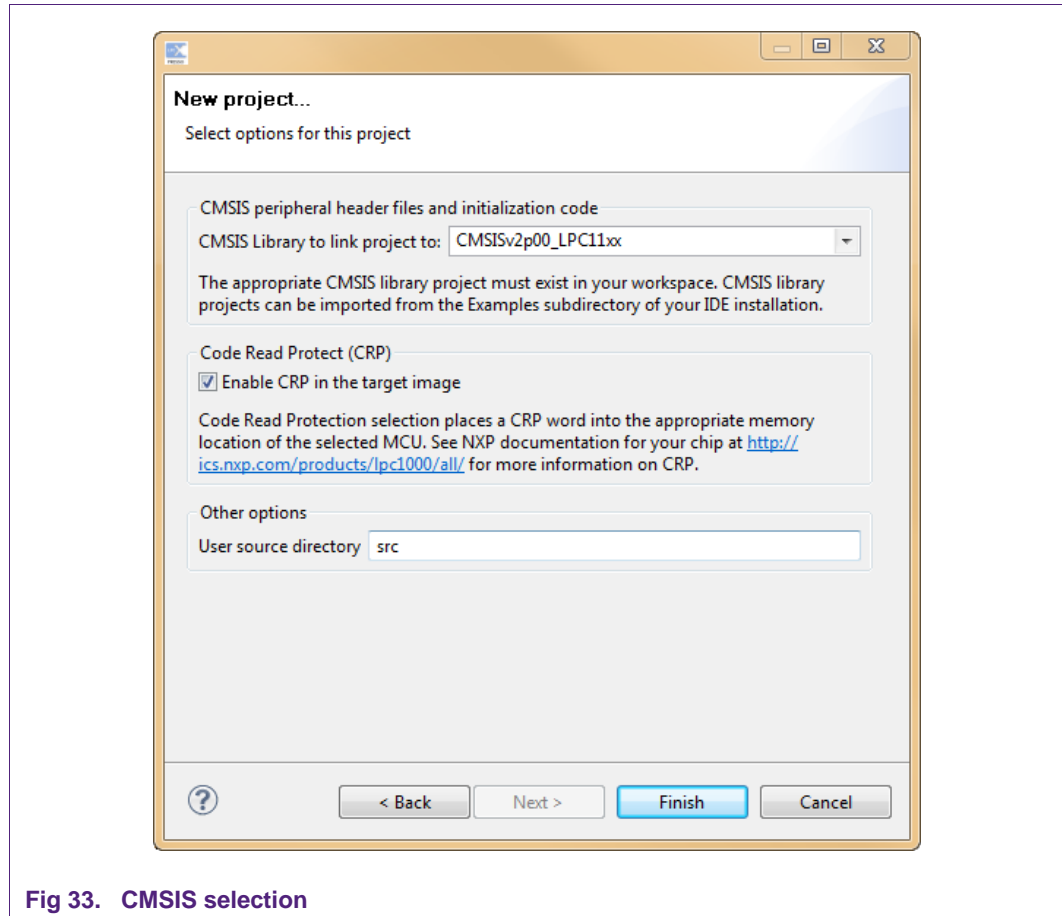 New project...
Select options for this project
CMSIS peripheral header files and initialization code
CMSIS Library to link project to: CMSISv2p00_LPC11xx
The appropriate CMSIS library project must exist in your workspace. CMSIS library
projects can be imported from the Examples subdirectory of your IDE installation.
Code Read Protect (CRP)
Enable CRP in the target image
Code Read Protection selection places a CRP word into the appropriate memory
location of the selected MCU. See NXP documentation for your chip at http://
ics.nxp.com/products/lpc1000/all/ for more information on CRP.
Other options
User source directory src
? < Back Next > Finish Cancel
Fig 33. CMSIS selection